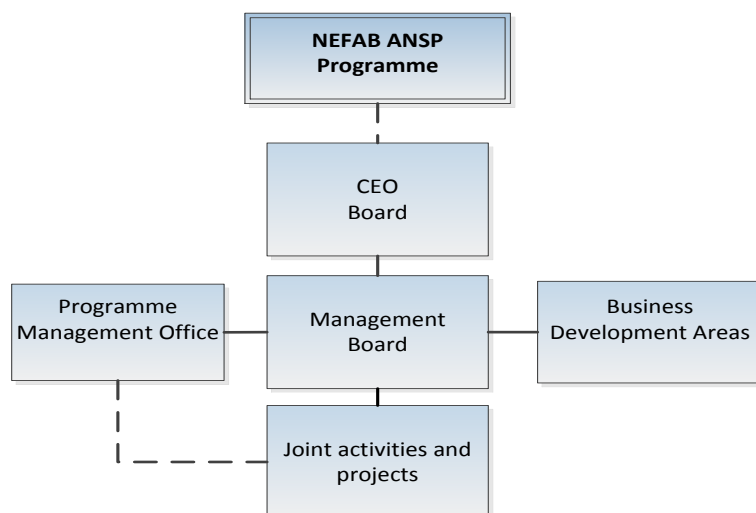 NEFAB ANSP
Programme
CEO
Board
Programme
Management Office
Management
Board
Business
Development Areas
Joint activities and
projects